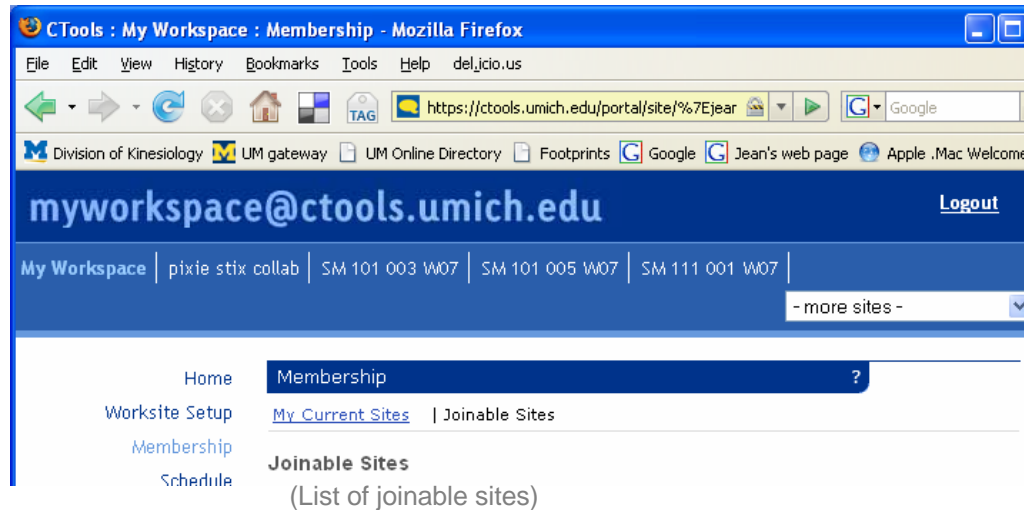 CTools : My Workspace : Membership - Mozilla Firefox
File Edit View History Bookmarks Tools Help del.icio.us
TAG https://ctools.umich.edu/portal/site/%7Ejear G Google
Division of Kinesiology UM gateway UM Online Directory Footprints G Google G Jean's web page Apple .Mac Welcome
myworkspace@ctools.umich.edu Logout
My Workspace | pixie stix collab | SM 101 003 W07 | SM 101 005 W07 | SM 111 001 W07 |
- more sites -
Home Membership ?
Worksite Setup My Current Sites | Joinable Sites
Membership
Joinable Sites
Schedule
(List of joinable sites)